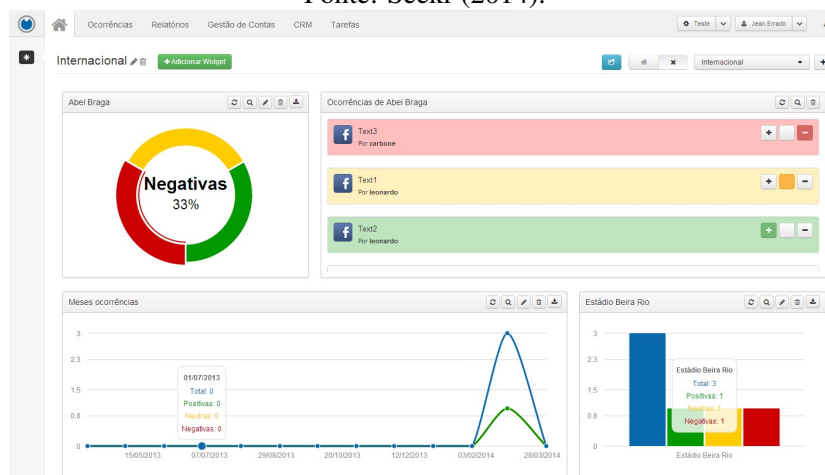 Fonte: Seekr (2014).
Ocorrências Relatórios Gestão de Contas CRM Tarefas Teste Jean Errado
Internacional +Adicionar Widget Internacional
Abel Braga
Negativas
33%
Ocorrências de Abel Braga
Text3
Por carbone
Text1
Por leonardo
Text2
Por leonardo
Meses ocorrências
3
2.3
1.5
0.8
0
01/07/2013
Total: 0
Positivas: 0
Neutras: 0
Negativas: 0
15/05/2013 07/07/2013 29/08/2013 20/10/2013 12/12/2013 03/02/2014 28/03/2014
Estádio Beira Rio
3
2.3
1.5
0.8
0
Estádio Beira Rio
Total: 3
Positivas: 1
Neutras: 1
Negativas: 1
Estádio Beira Rio